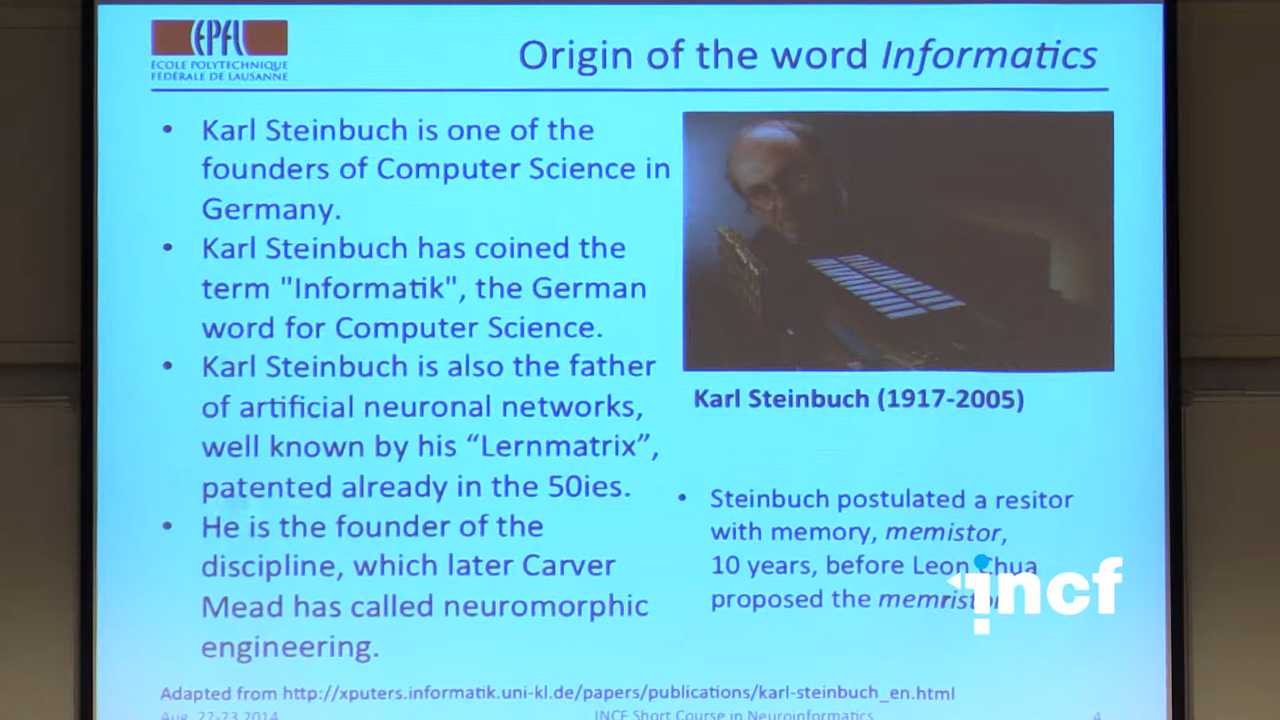 EPFL
ÉCOLE POLYTECHNIQUE
FÉDÉRALE DE LAUSANNE
Origin of the word Informatics
• Karl Steinbuch is one of the
founders of Computer Science in
Germany.
• Karl Steinbuch has coined the
term "Informatik", the German
word for Computer Science.
• Karl Steinbuch is also the father
of artificial neuronal networks,
well known by his “Lernmatrix”,
patented already in the 50ies.
• He is the founder of the
discipline, which later Carver
Mead has called neuromorphic
engineering.
Karl Steinbuch (1917-2005)
• Steinbuch postulated a resitor
with memory, memistor,
10 years, before Leon Chua
proposed the memristor
incf
Adapted from http://xputers.informatik.uni-kl.de/papers/publications/karl-steinbuch_en.html
Aug. 22-23 2014 INCF Short Course in Neuroinformatics 4